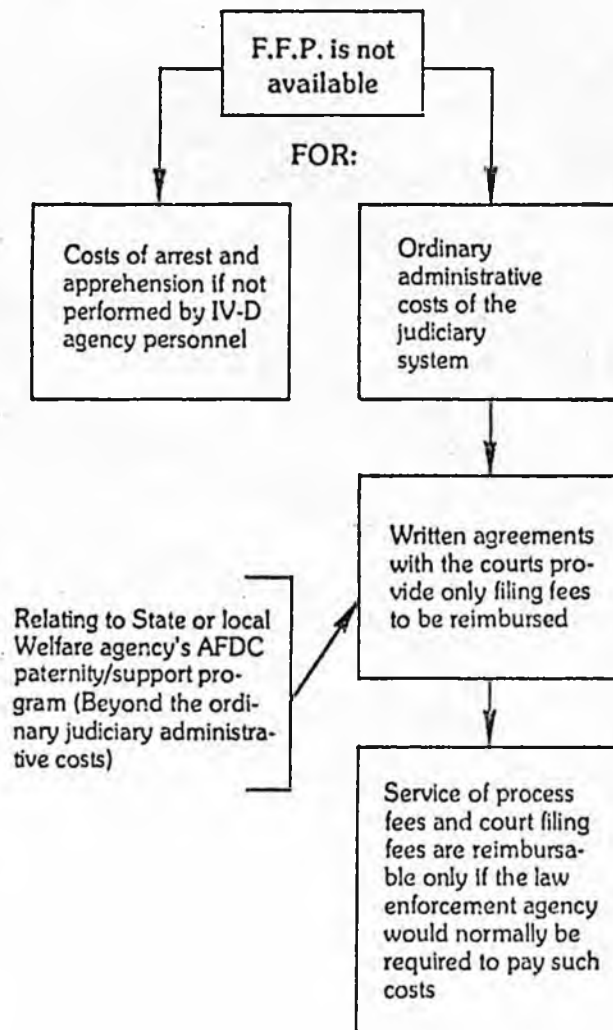 F.F.P. is not
available
FOR:
Costs of arrest and
apprehension if not
performed by IV-D
agency personnel
Ordinary
administrative
costs of the
judiciary
system
Written agreements
with the courts pro-
vide only filing fees
to be reimbursed
Relating to State or local
Welfare agency's AFDC
paternity/support pro-
gram (Beyond the ordi-
nary judiciary administra-
tive costs)
Service of process
fees and court filing
fees are reimbursa-
ble only if the law
enforcement agency
would normally be
required to pay such
costs